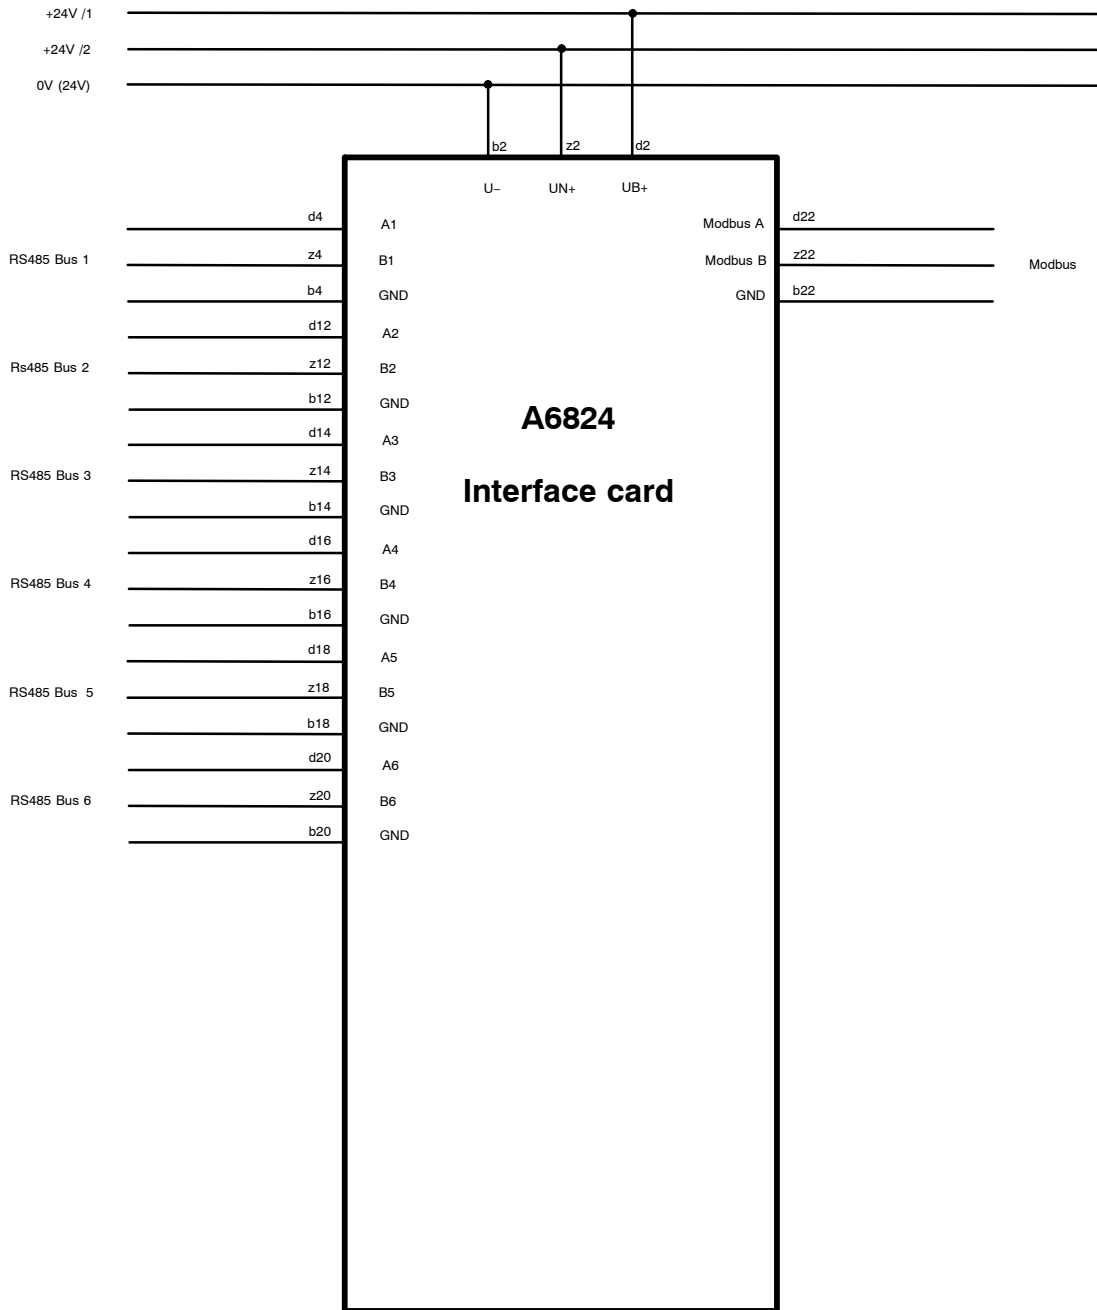 +24V /1
+24V /2
0V (24V)
b2 z2 d2
U− UN+ UB+
d4 A1 Modbus A d22
RS485 Bus 1 z4 B1 Modbus B z22 Modbus
b4 GND GND b22
d12 A2
Rs485 Bus 2 z12 B2
b12 GND
A6824
d14 A3
RS485 Bus 3 z14 B3
Interface card
b14 GND
d16 A4
RS485 Bus 4 z16 B4
b16 GND
d18 A5
RS485 Bus 5 z18 B5
b18 GND
d20 A6
RS485 Bus 6 z20 B6
b20 GND